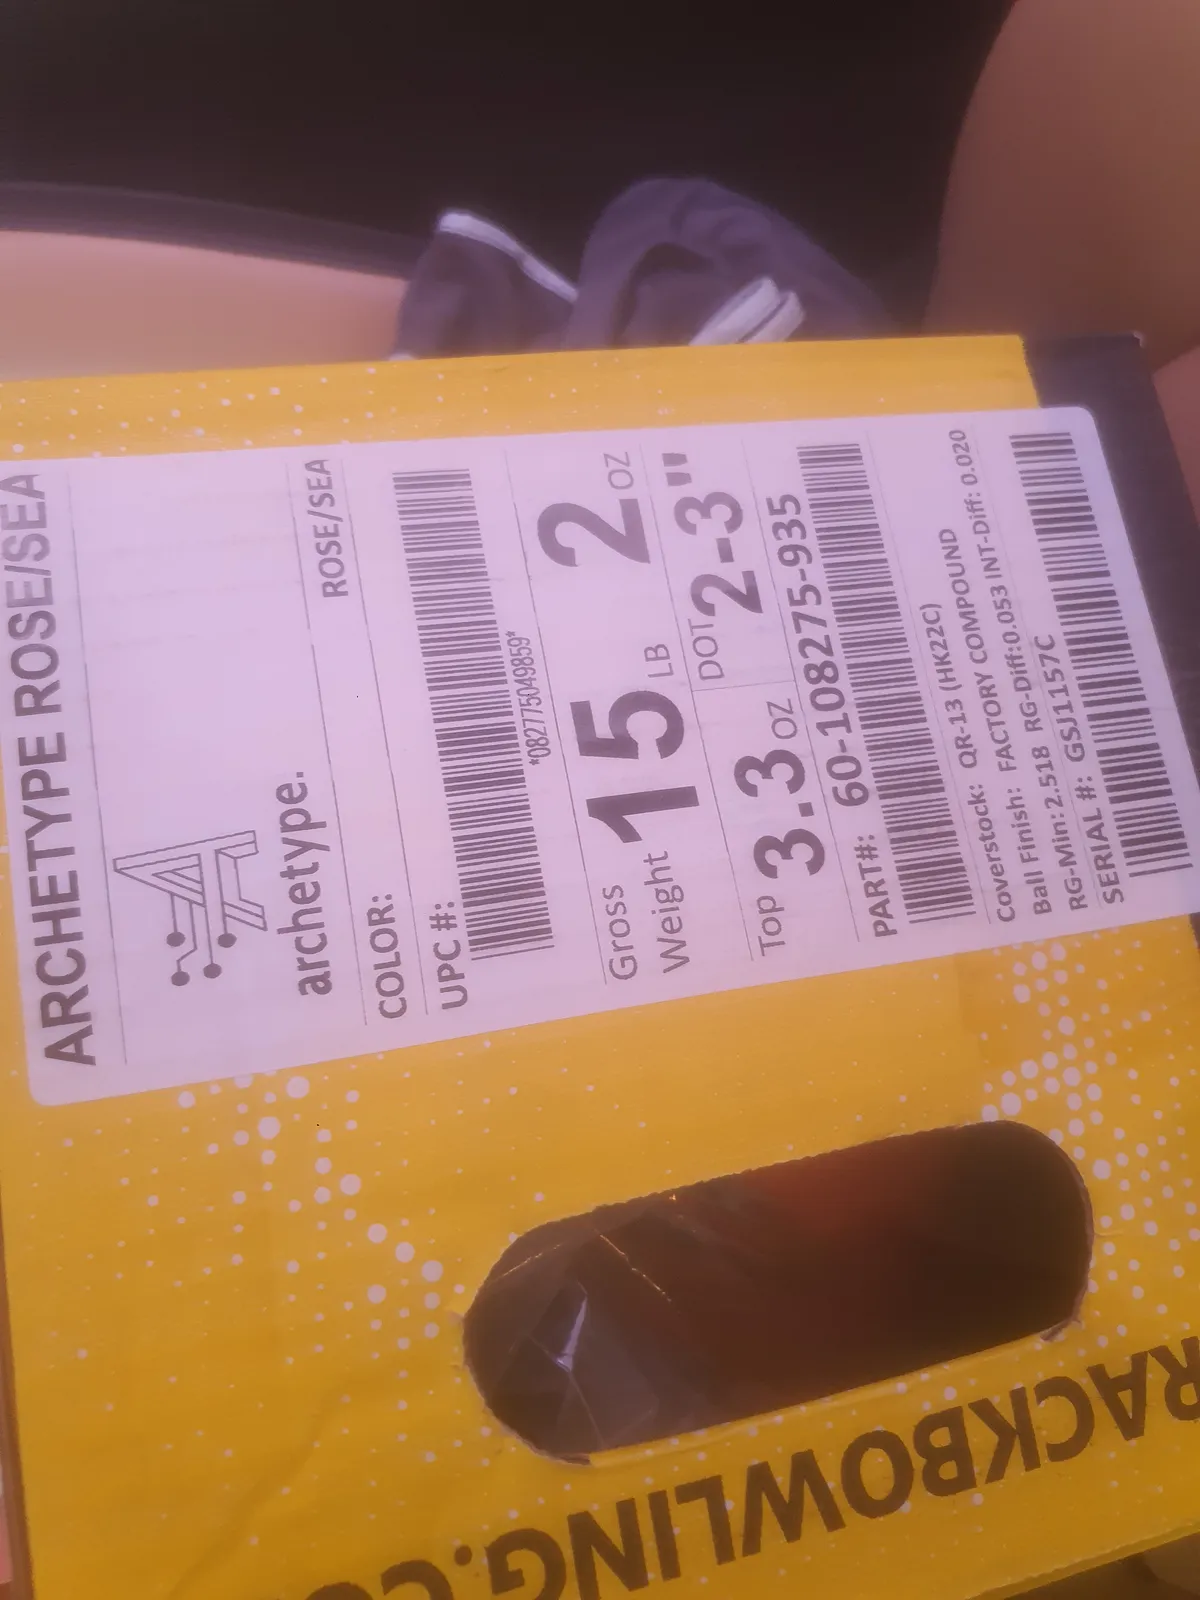 ARCHETYPE ROSE/SEA
archetype.
COLOR: ROSE/SEA
UPC #:
*082775049859*
Gross Weight 15 LB 2 OZ
Top 3.3 OZ DOT 2-3"
PART#: 60-108275-935
Coverstock: QR-13 (HK22C)
Ball Finish: FACTORY COMPOUND
RG-Min: 2.518 RG-Diff:0.053 INT-Diff: 0.020
SERIAL #: GSJ1157C
RACKBOWLING.CO